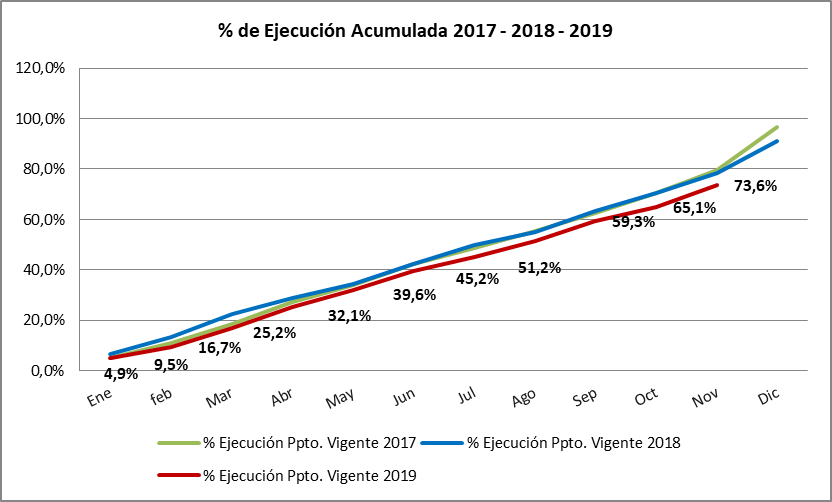 % de Ejecución Acumulada 2017 - 2018 - 2019
120,0%
100,0%
80,0%
60,0%
40,0%
20,0%
0,0%
4,9%
9,5%
16,7%
25,2%
32,1%
39,6%
45,2%
51,2%
59,3%
65,1%
73,6%
Ene
feb
Mar
Abr
May
Jun
Jul
Ago
Sep
Oct
Nov
Dic
% Ejecución Ppto. Vigente 2017
% Ejecución Ppto. Vigente 2018
% Ejecución Ppto. Vigente 2019